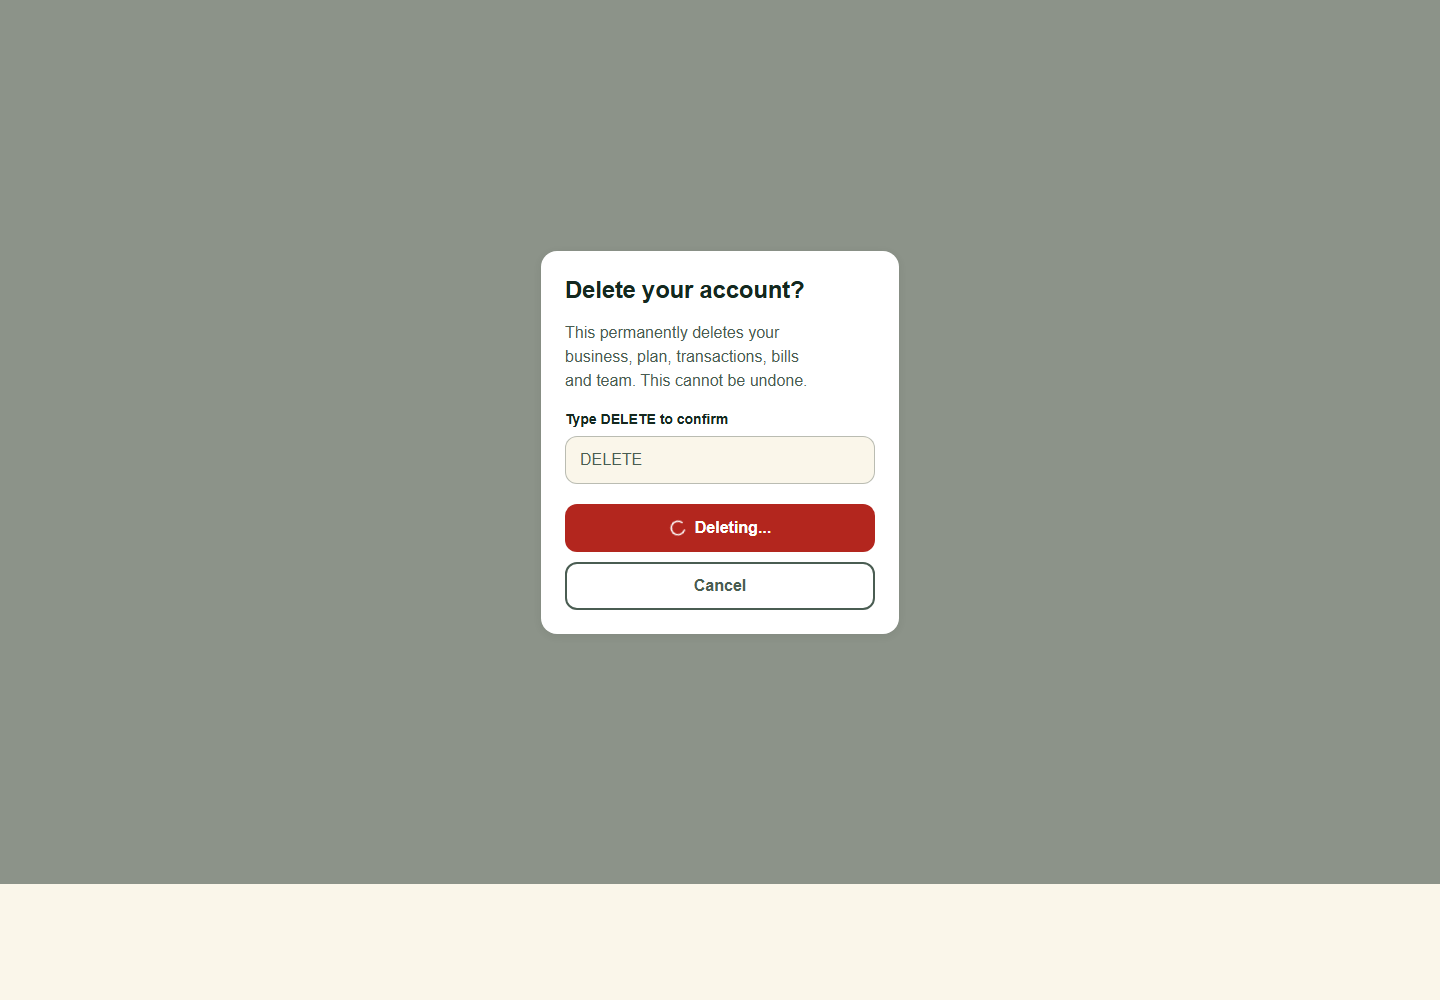 Delete your account?
This permanently deletes your
business, plan, transactions, bills
and team. This cannot be undone.
Type DELETE to confirm
DELETE
Deleting...
Cancel